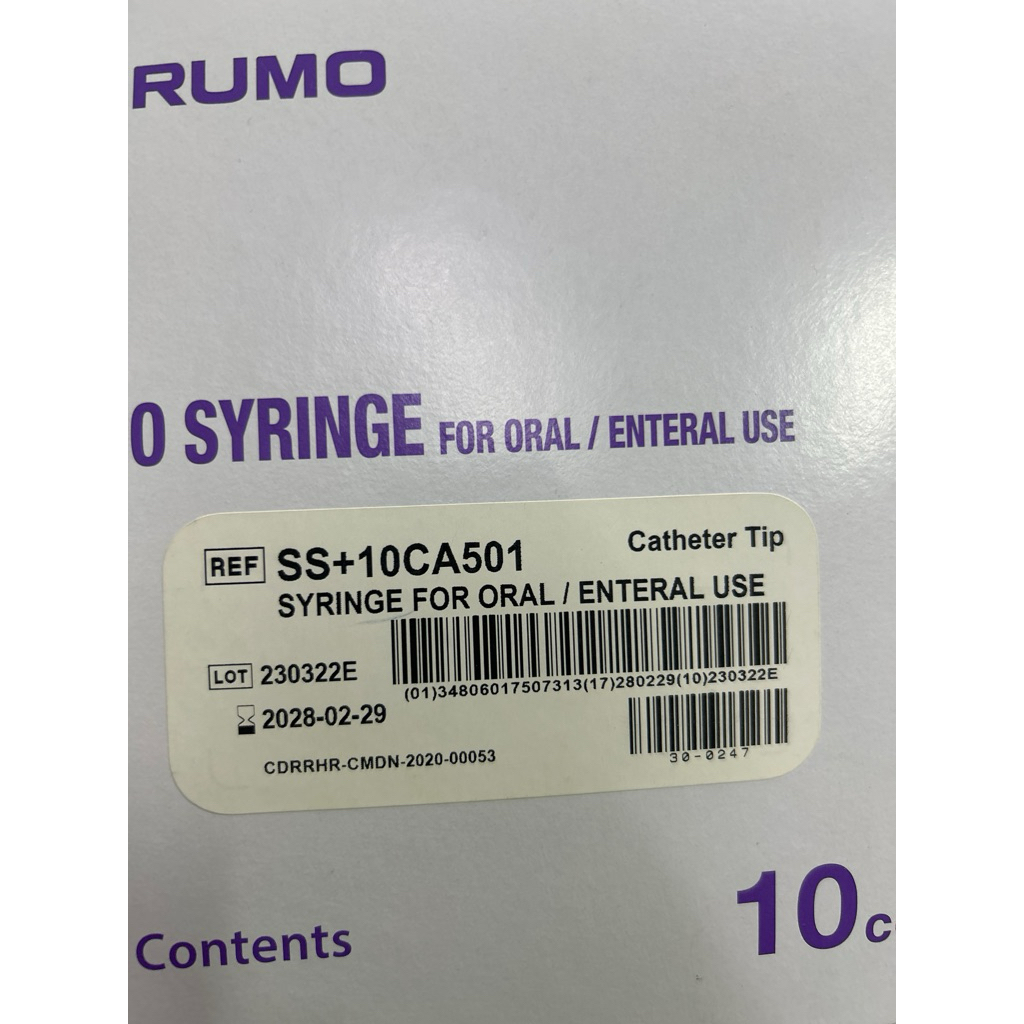 RUMO
O SYRINGE FOR ORAL / ENTERAL USE
REF SS+10CA501 Catheter Tip
SYRINGE FOR ORAL / ENTERAL USE
LOT 230322E
(01)34806017507313(17)280229(10)230322E
2028-02-29
30-0247
CDRRHR-CMDN-2020-00053
10c
Contents